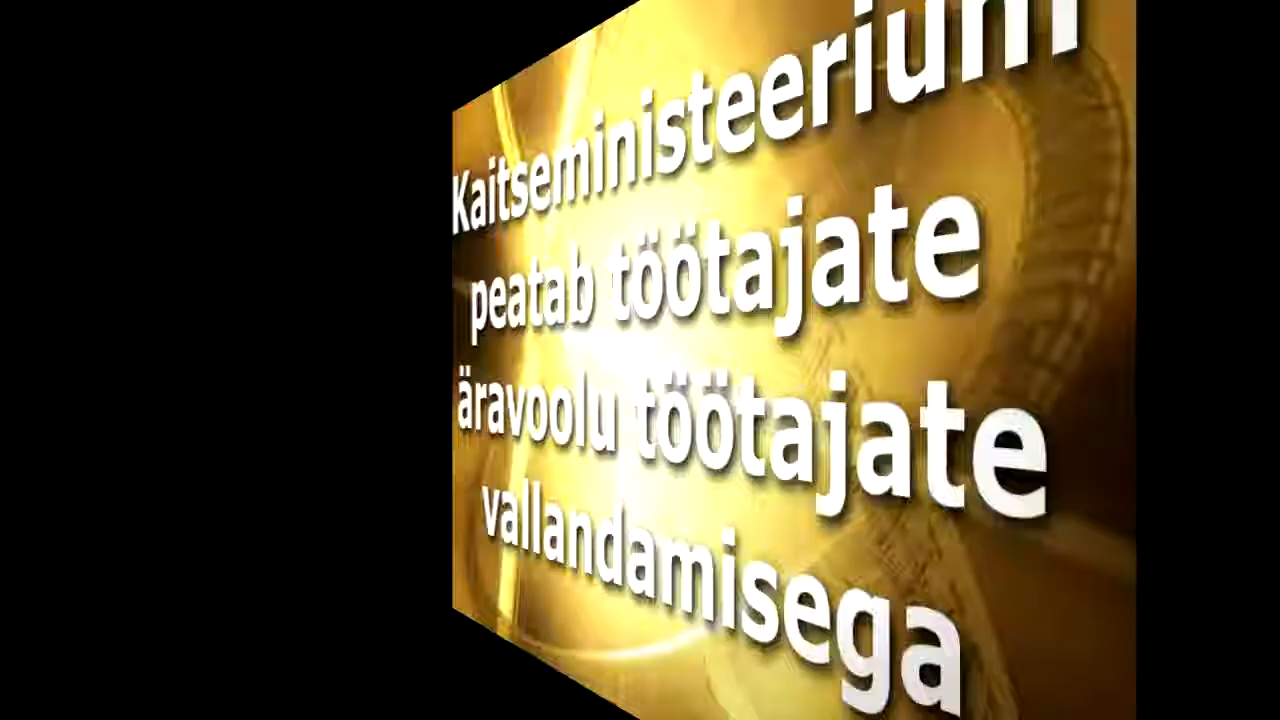 Kaitseministeerium
peatab töötajate
äravoolu töötajate
vallandamisega